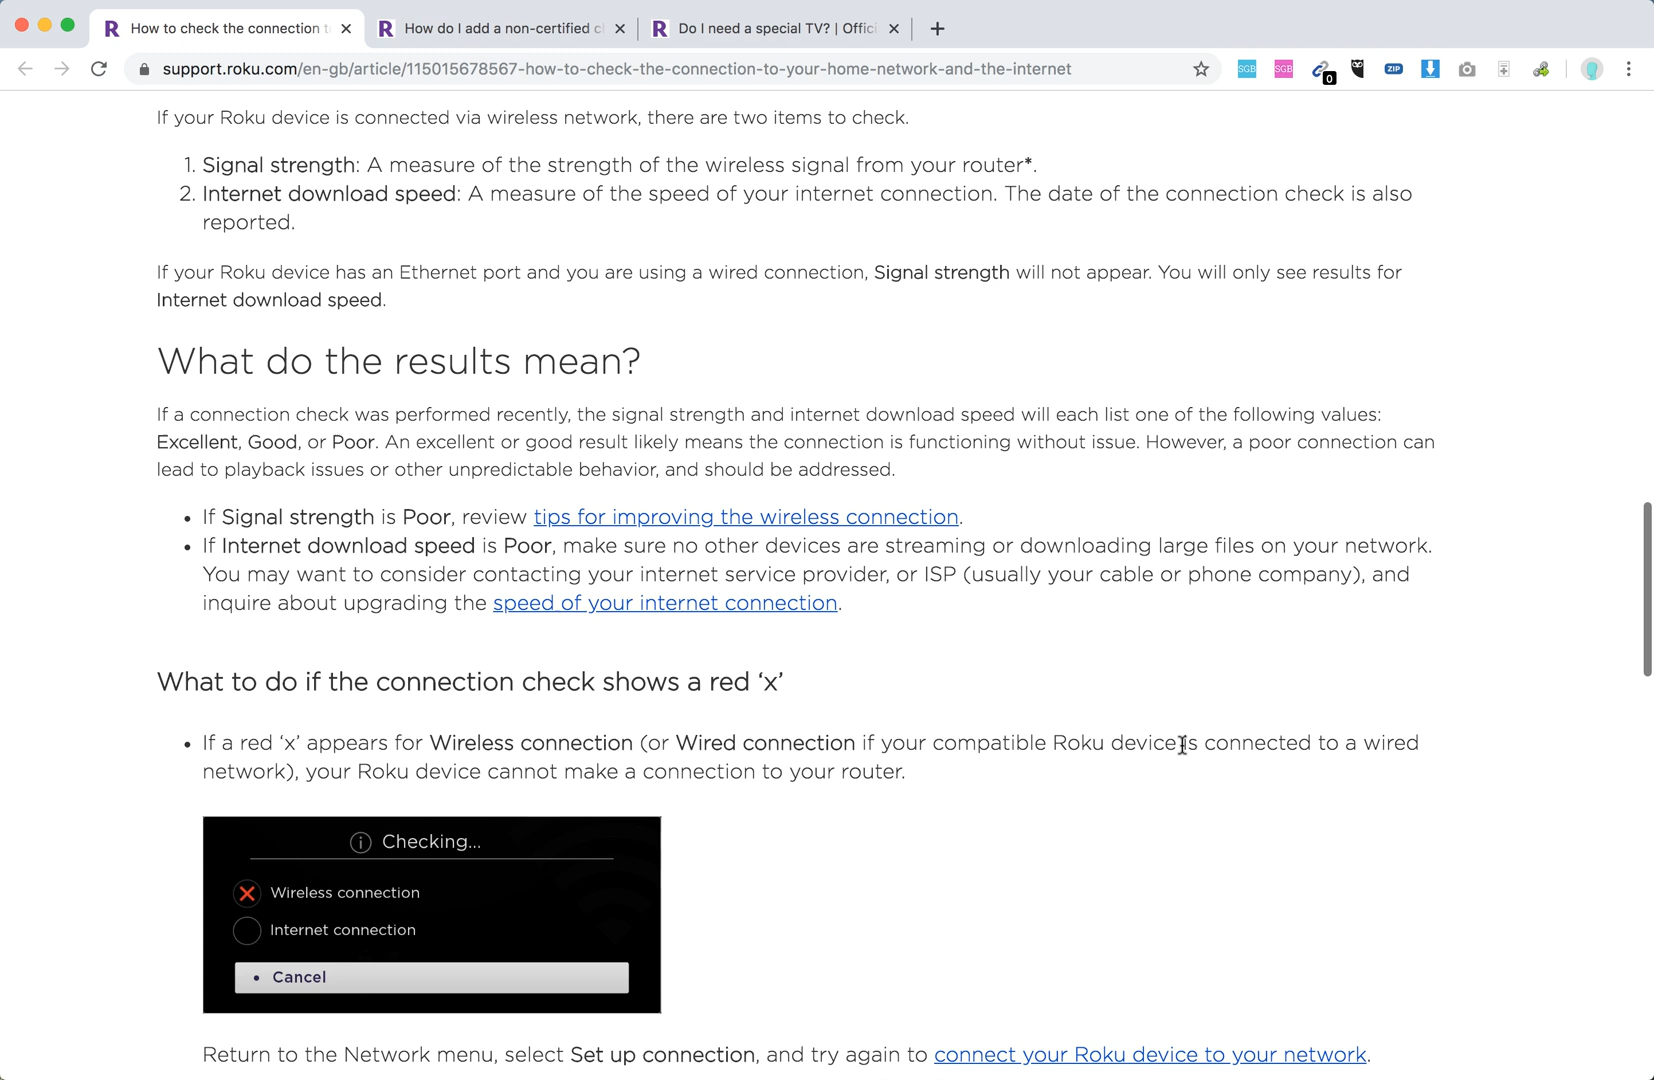 How to check the connection t
How do I add a non-certified c
Do I need a special TV? | Offici
support.roku.com/en-gb/article/115015678567-how-to-check-the-connection-to-your-home-network-and-the-internet
SGB
SGB
0
ZIP
If your Roku device is connected via wireless network, there are two items to check.
1. Signal strength: A measure of the strength of the wireless signal from your router*.
2. Internet download speed: A measure of the speed of your internet connection. The date of the connection check is also
reported.
If your Roku device has an Ethernet port and you are using a wired connection, Signal strength will not appear. You will only see results for
Internet download speed.
What do the results mean?
If a connection check was performed recently, the signal strength and internet download speed will each list one of the following values:
Excellent, Good, or Poor. An excellent or good result likely means the connection is functioning without issue. However, a poor connection can
lead to playback issues or other unpredictable behavior, and should be addressed.
• If Signal strength is Poor, review tips for improving the wireless connection.
• If Internet download speed is Poor, make sure no other devices are streaming or downloading large files on your network.
You may want to consider contacting your internet service provider, or ISP (usually your cable or phone company), and
inquire about upgrading the speed of your internet connection.
What to do if the connection check shows a red ‘x’
• If a red ‘x’ appears for Wireless connection (or Wired connection if your compatible Roku device is connected to a wired
network), your Roku device cannot make a connection to your router.
Checking...
Wireless connection
Internet connection
• Cancel
Return to the Network menu, select Set up connection, and try again to connect your Roku device to your network.